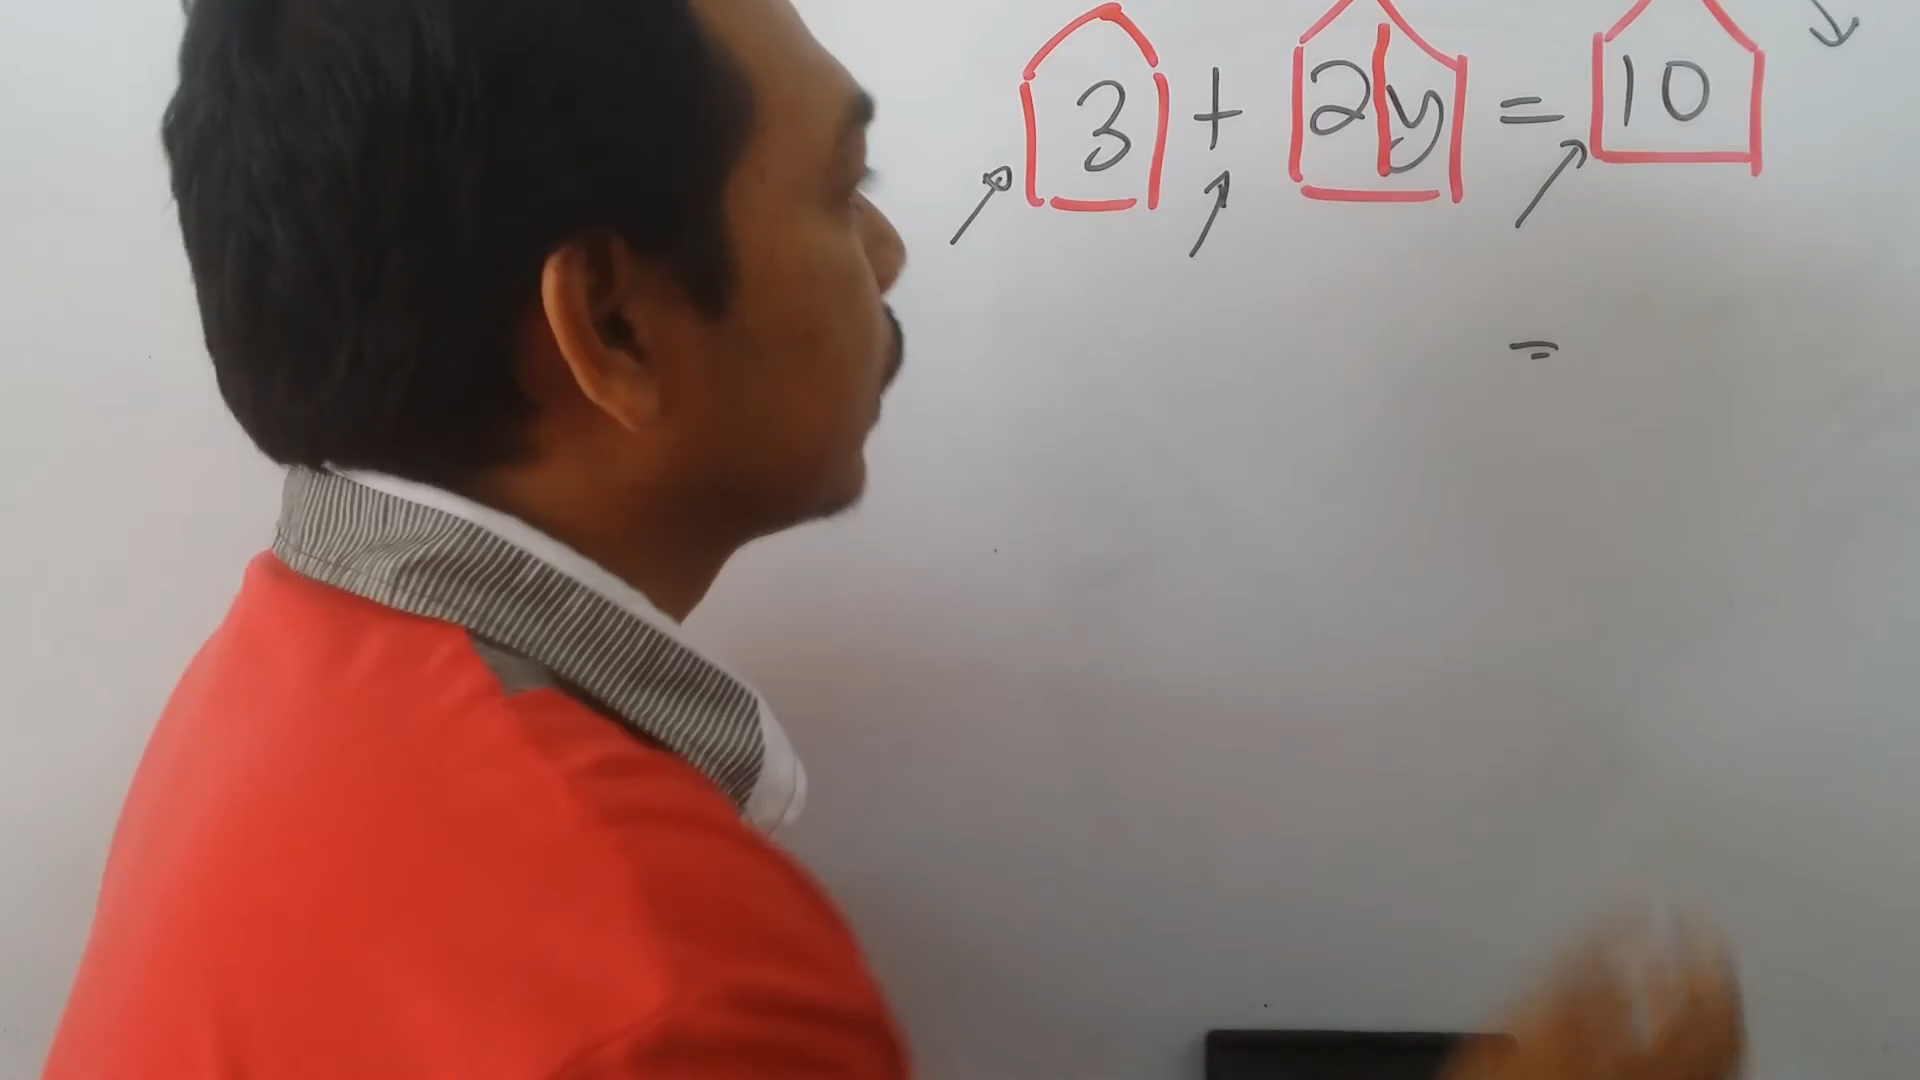 3 + 2y = 10
=